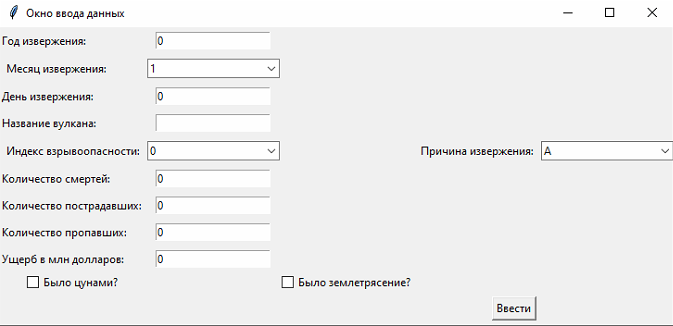 Окно ввода данных
Год извержения: 0
Месяц извержения: 1
День извержения: 0
Название вулкана:
Индекс взрывоопасности: 0 Причина извержения: A
Количество смертей: 0
Количество пострадавших: 0
Количество пропавших: 0
Ущерб в млн долларов: 0
Было цунами? Было землетрясение?
Ввести